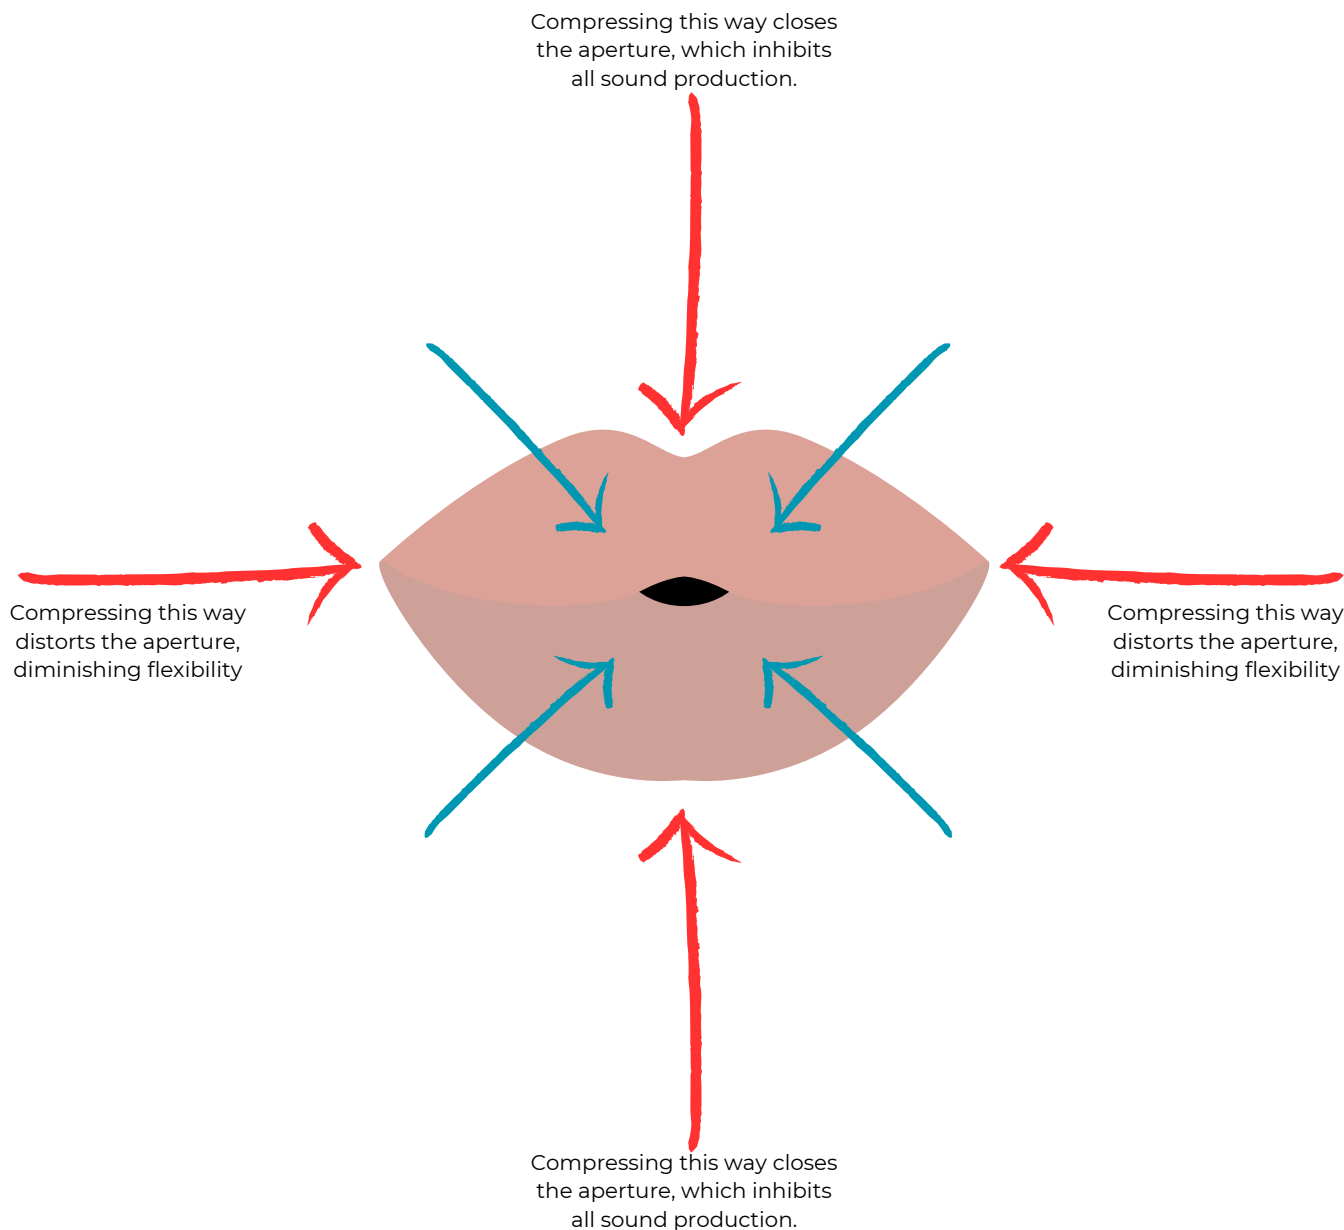 Compressing this way closes
the aperture, which inhibits
all sound production.
Compressing this way
distorts the aperture,
diminishing flexibility
Compressing this way
distorts the aperture,
diminishing flexibility
Compressing this way closes
the aperture, which inhibits
all sound production.